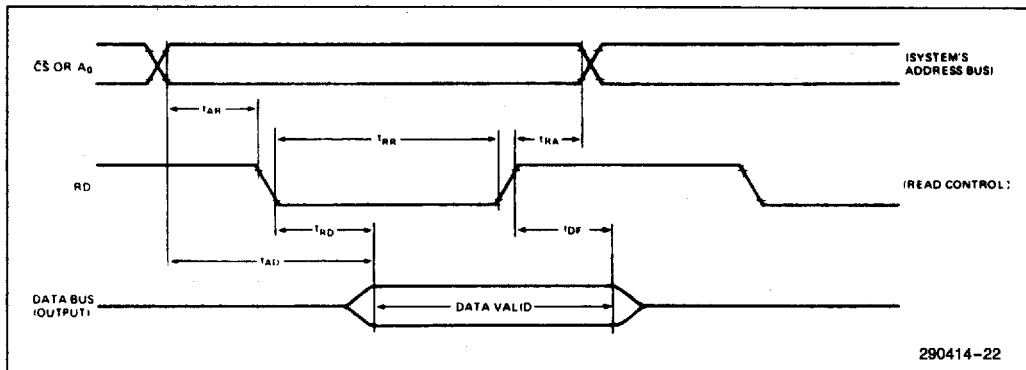 C̅S̅ OR A0
(SYSTEM'S
ADDRESS BUS)
tAR
tRR
tRA
RD
(READ CONTROL)
tRD
tDF
tAD
DATA BUS
(OUTPUT)
DATA VALID
290414-22